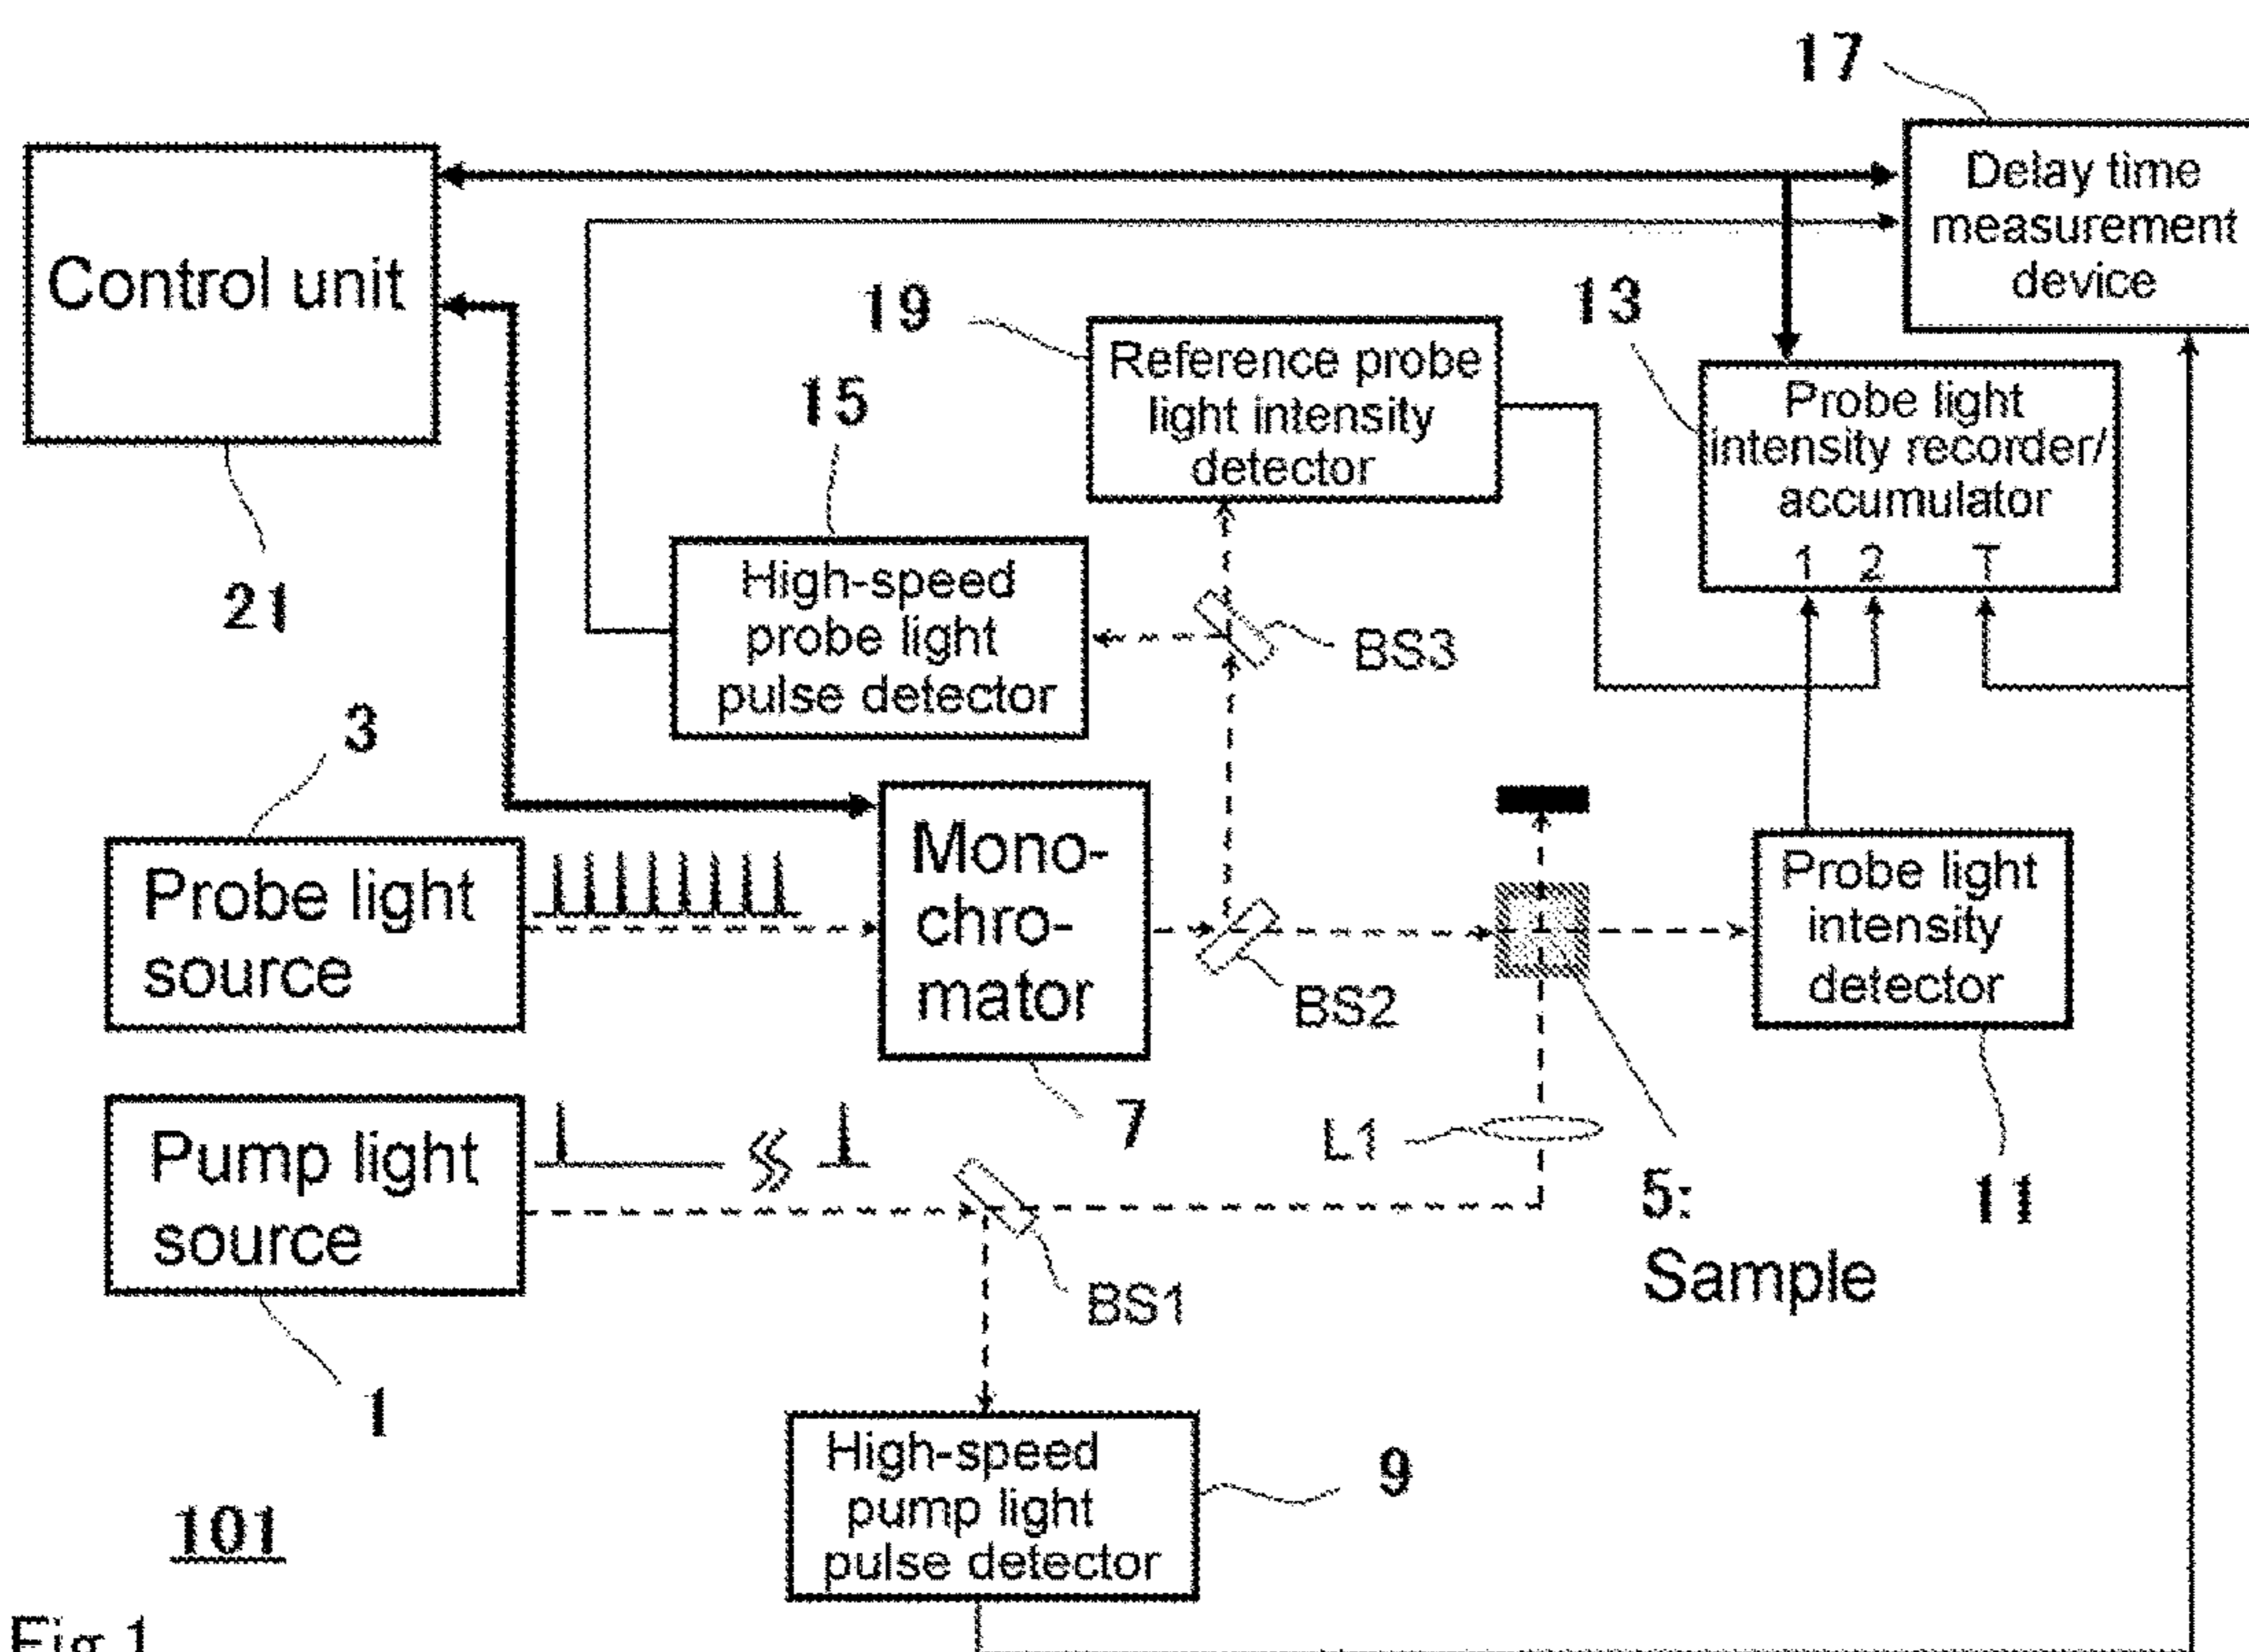 17
Delay time
measurement
device
Control unit
21
19
Reference probe
light intensity
detector
13
Probe light
intensity recorder/
accumulator
1 2 T
15
High-speed
probe light
pulse detector
BS3
3
Probe light
source
Mono-
chro-
mator
7
BS2
Probe light
intensity
detector
11
Pump light
source
1
BS1
L1
5:
Sample
High-speed
pump light
pulse detector
9
101
Fig.1